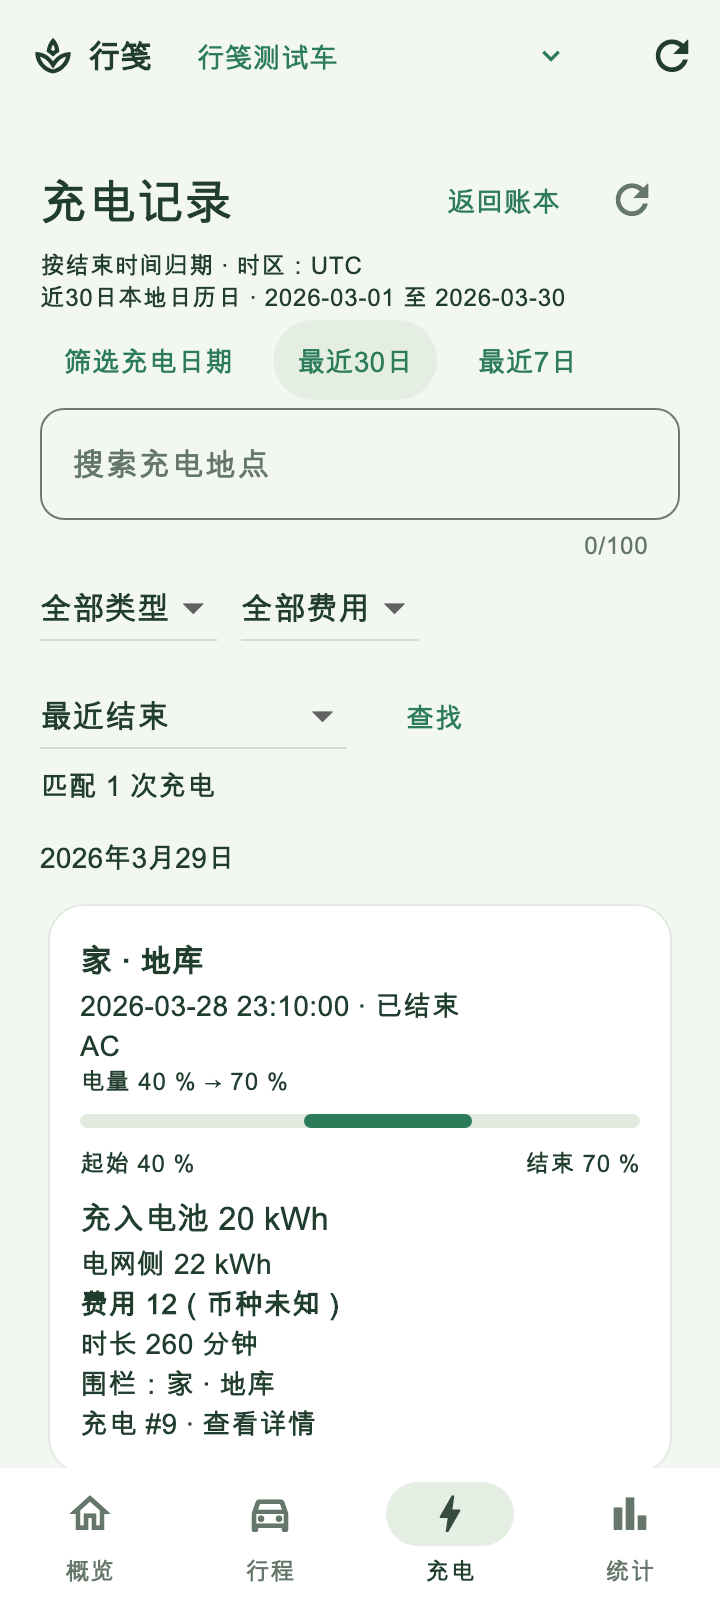 行笺 行笺测试车
充电记录 返回账本
按结束时间归期 · 时区：UTC
近30日本地日历日 · 2026-03-01 至 2026-03-30
筛选充电日期 最近30日 最近7日
搜索充电地点
0/100
全部类型 全部费用
最近结束 查找
匹配 1 次充电
2026年3月29日
家 · 地库
2026-03-28 23:10:00 · 已结束
AC
电量 40 % → 70 %
起始 40 % 结束 70 %
充入电池 20 kWh
电网侧 22 kWh
费用 12（币种未知）
时长 260 分钟
围栏：家 · 地库
充电 #9 · 查看详情
概览 行程 充电 统计